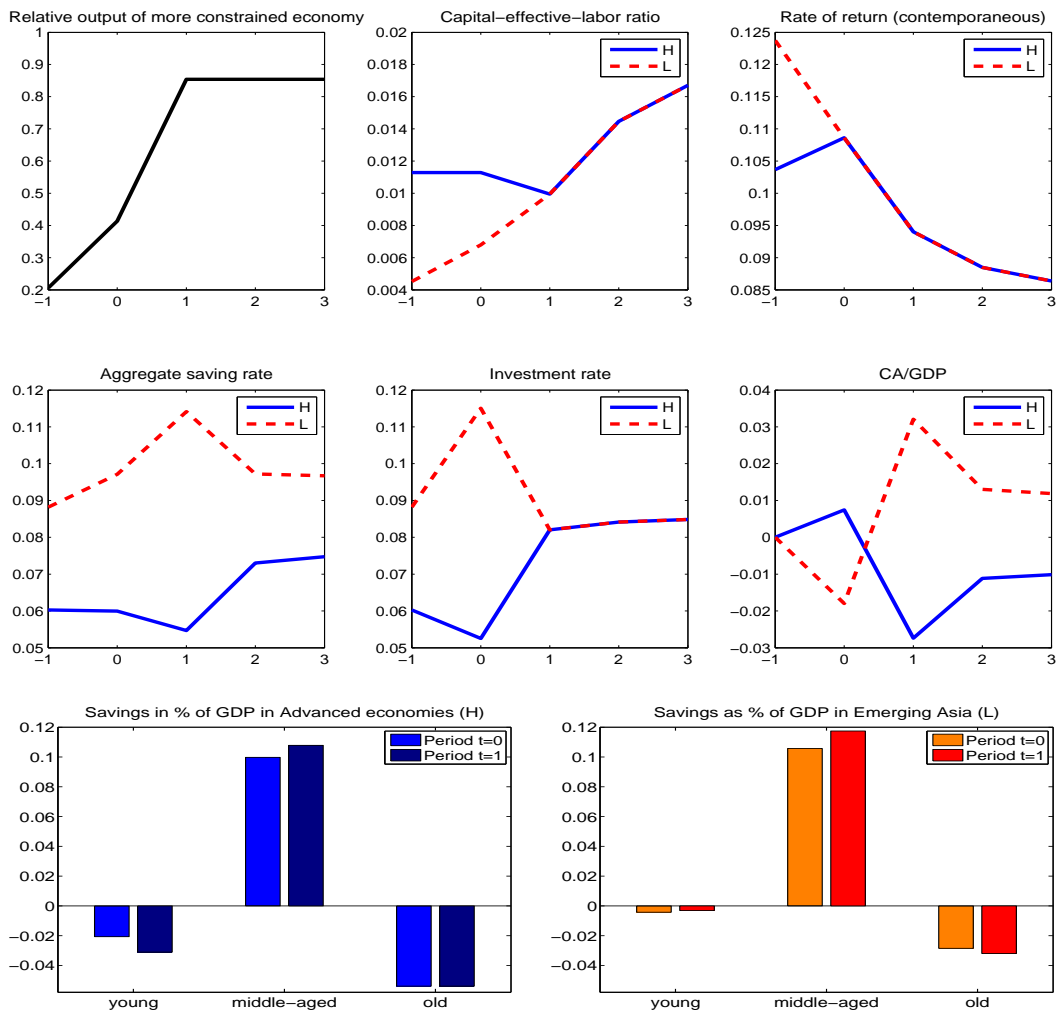 Relative output of more constrained economy
1
0.9
0.8
0.7
0.6
0.5
0.4
0.3
0.2
−1 0 1 2 3
Capital−effective−labor ratio
0.02
0.016
0.012
0.008
0.006
0.004
−1 0 1 2 3
H
L
Rate of return (contemporaneous)
0.125
0.12
0.115
0.11
0.105
0.1
0.095
0.09
0.085
−1 0 1 2 3
H
L
Aggregate saving rate
0.12
0.11
0.1
0.09
0.08
0.07
0.06
0.05
−1 0 1 2 3
H
L
Investment rate
0.12
0.11
0.1
0.09
0.08
0.07
0.06
0.05
−1 0 1 2 3
H
L
CA/GDP
0.04
0.03
0.02
0.010
0
−0.01
−0.02
−0.03
−1 0 1 2 3
H
L
Savings in % of GDP in Advanced economies (H)
0.12
0.1
0.08
0.06
0.04
0.02
0
−0.02
−0.04
young middle−aged old
Period t=0
Period t=1
Savings as % of GDP in Emerging Asia (L)
0.12
0.1
0.08
0.06
0.04
0.02
0
−0.02
−0.04
young middle−aged old
Period t=0
Period t=1